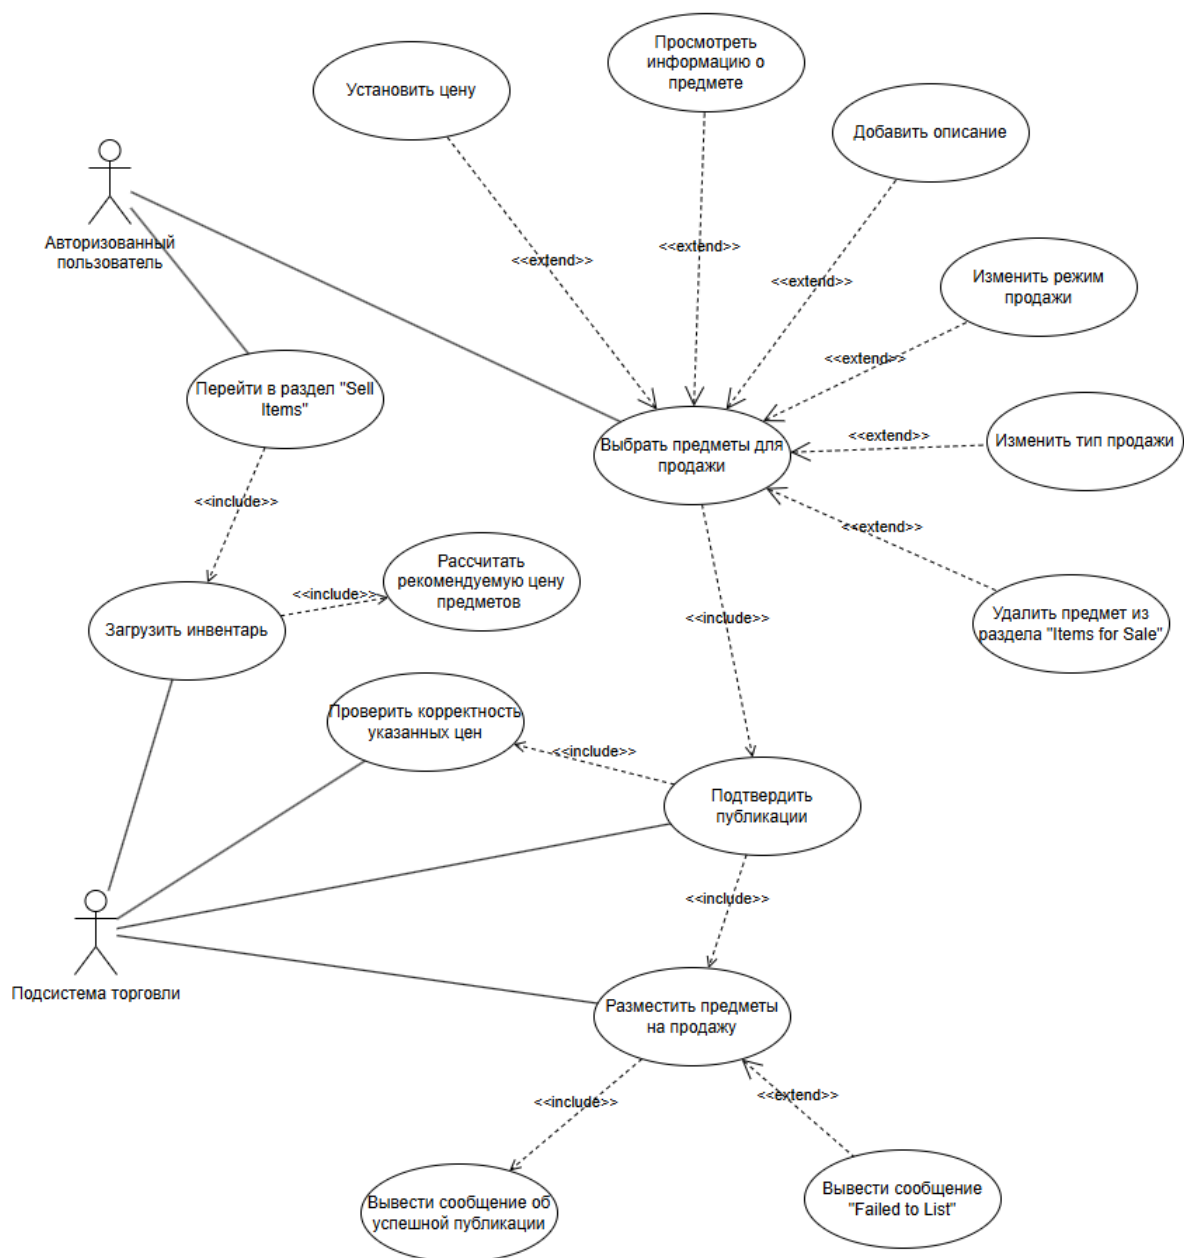 Просмотреть
информацию о
предмете
Установить цену
Добавить описание
Авторизованный
пользователь
<<extend>>
<<extend>>
<<extend>>
Изменить режим
продажи
<<extend>>
Перейти в раздел "Sell
Items"
Выбрать предметы для
продажи
<<extend>>
Изменить тип продажи
<<include>>
<<extend>>
Рассчитать
рекомендуемую цену
предметов
<<include>>
Загрузить инвентарь
<<include>>
Удалить предмет из
раздела "Items for Sale"
Проверить корректность
указанных цен
<<include>>
Подтвердить
публикации
<<include>>
Подсистема торговли
Разместить предметы
на продажу
<<include>>
<<extend>>
Вывести сообщение об
успешной публикации
Вывести сообщение
"Failed to List"